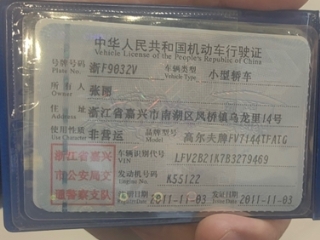 中华人民共和国机动车行驶证
Vehicle License of the People's Republic of China
号牌号码 浙F9032V 车辆类型 小型轿车
Plate No. Vehicle Type
所有人
Owner
住址 浙江省嘉兴市南湖区凤桥镇乌龙里14号
Address
使用性质 非营运 品牌型号 高尔夫牌FV7144TFATG
Use Character Model
浙江省嘉 车辆识别代号 LFV2B21K7B3279469
VIN
兴市公安局交 发动机号码 K55122
Engine No.
通警察支队 注册日期 2011-11-03 发证日期 2011-11-03